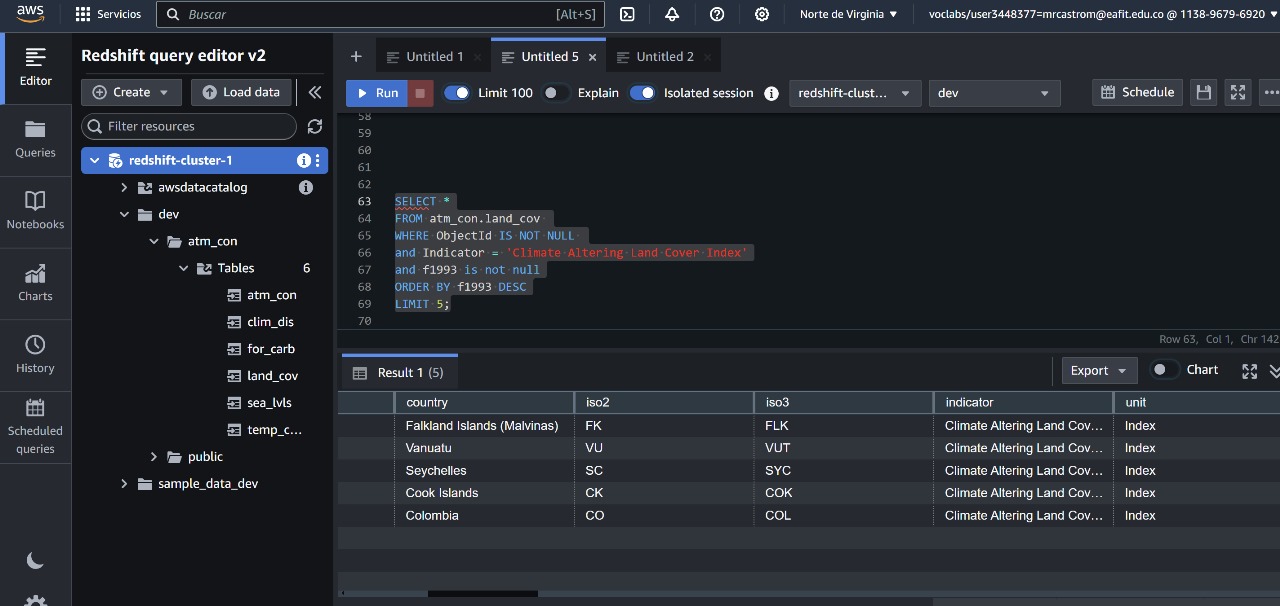 aws
Servicios
Buscar
[Alt+S]
Norte de Virginia
voclabs/user3448377=mrcastrom@eafit.edu.co @ 1138-9679-6920
Editor
Queries
Notebooks
Charts
History
Scheduled
queries
Redshift query editor v2
Create
Load data
Filter resources
redshift-cluster-1
awsdatacatalog
dev
atm_con
Tables 6
atm_con
clim_dis
for_carb
land_cov
sea_lvls
temp_c...
public
sample_data_dev
Untitled 1
Untitled 5
Untitled 2
Run
Limit 100
Explain
Isolated session
redshift-clust...
dev
Schedule
58
59
60
61
62
63 SELECT *
64 FROM atm_con.land_cov
65 WHERE ObjectId IS NOT NULL
66 and Indicator = 'Climate Altering Land Cover Index'
67 and f1993 is not null
68 ORDER BY f1993 DESC
69 LIMIT 5;
70
Row 63, Col 1, Chr 142
Result 1 (5)
Export
Chart
country iso2 iso3 indicator unit
Falkland Islands (Malvinas) FK FLK Climate Altering Land Cov... Index
Vanuatu VU VUT Climate Altering Land Cov... Index
Seychelles SC SYC Climate Altering Land Cov... Index
Cook Islands CK COK Climate Altering Land Cov... Index
Colombia CO COL Climate Altering Land Cov... Index